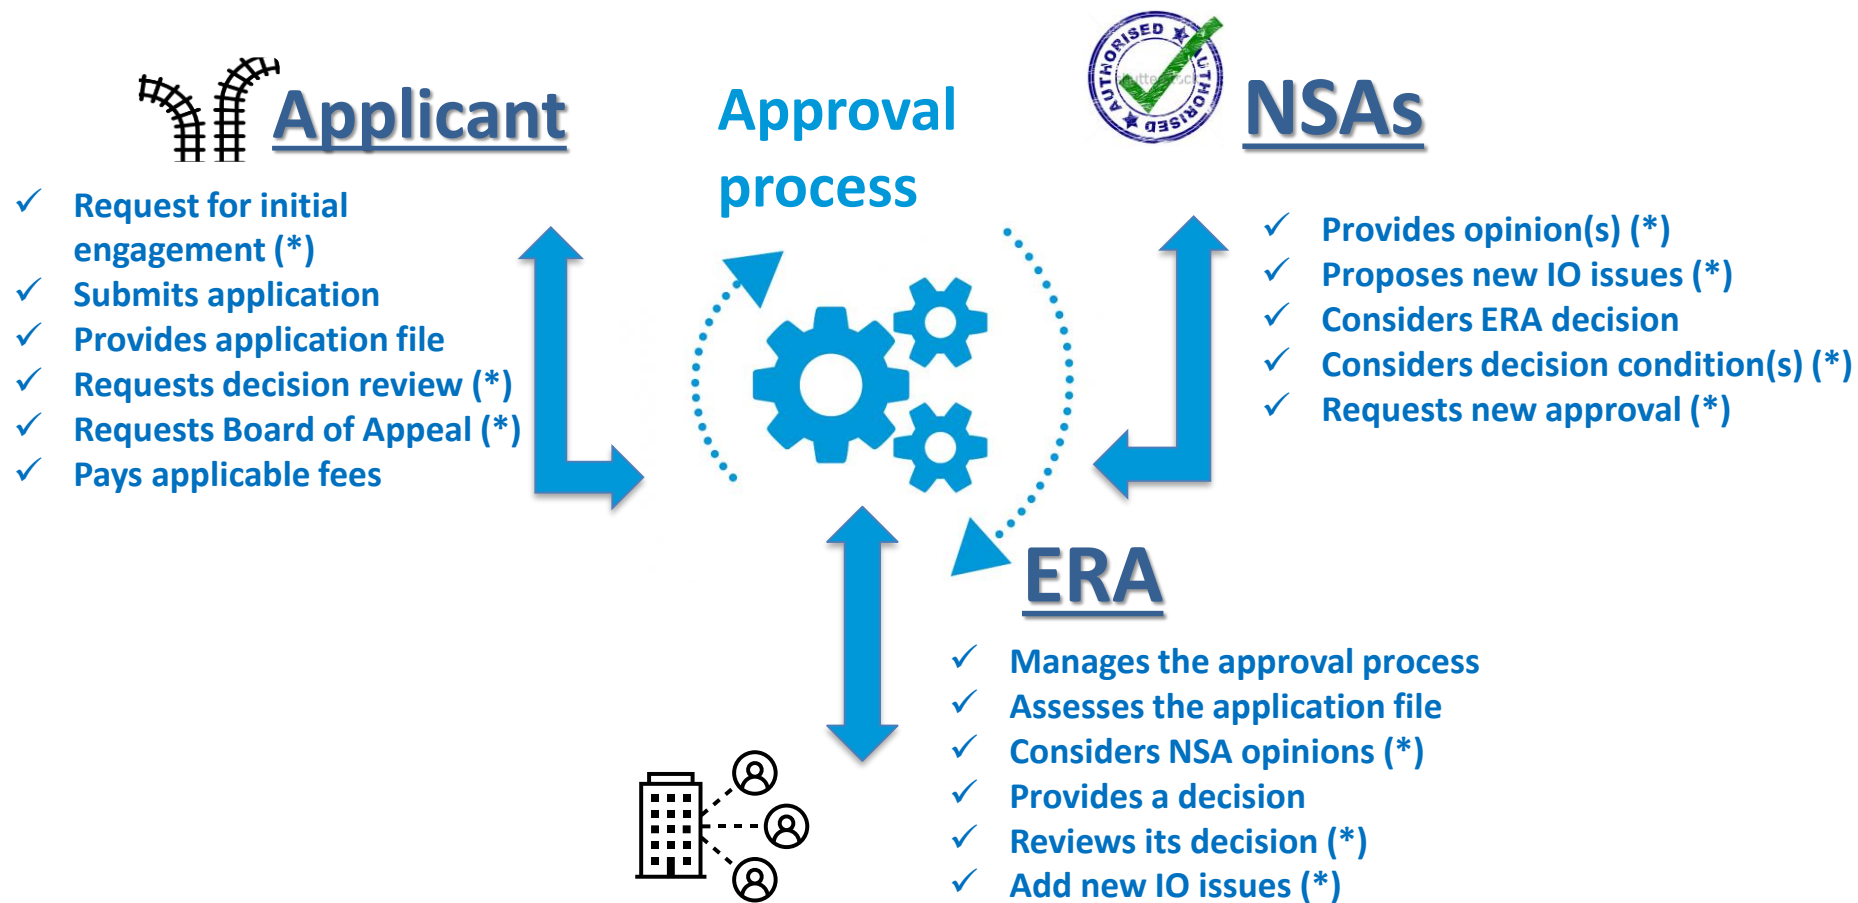 Applicant
Request for initial
engagement (*)
Submits application
Provides application file
Requests decision review (*)
Requests Board of Appeal (*)
Pays applicable fees
Approval
process
AUTHORISED
AUTHORISED
NSAs
Provides opinion(s) (*)
Proposes new IO issues (*)
Considers ERA decision
Considers decision condition(s) (*)
Requests new approval (*)
ERA
Manages the approval process
Assesses the application file
Considers NSA opinions (*)
Provides a decision
Reviews its decision (*)
Add new IO issues (*)